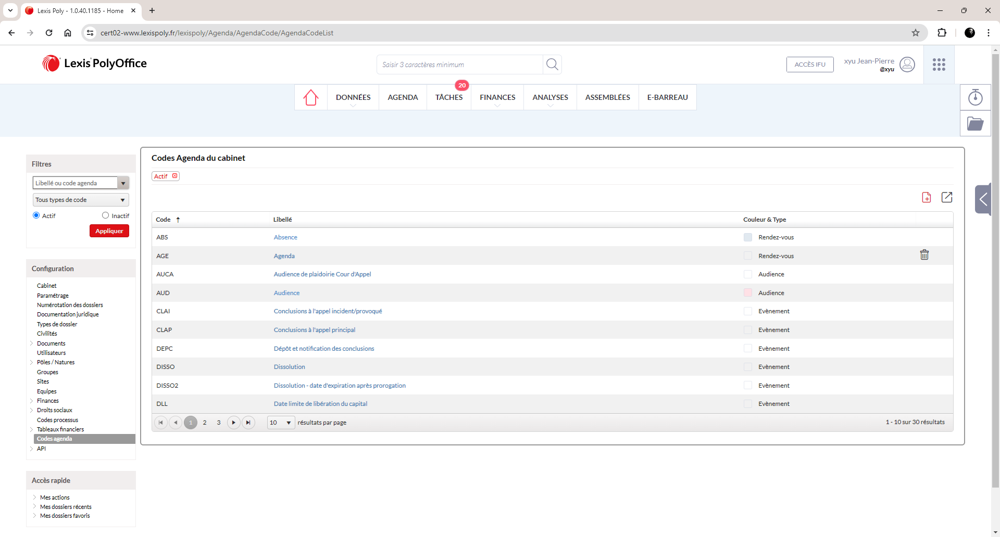 Lexis Poly - 1.0.40.1185 - Home
cert02-www.lexispoly.fr/lexispoly/Agenda/AgendaCode/AgendaCodeList
Lexis PolyOffice
Saisir 3 caractères minimum
ACCÈS IFU
xyu Jean-Pierre
@xyu
20
DONNÉES AGENDA TÂCHES FINANCES ANALYSES ASSEMBLÉES E-BARREAU
Filtres
Libellé ou code agenda
Tous types de code
Actif Inactif
Appliquer
Configuration
Cabinet
Paramétrage
Numérotation des dossiers
Documentation juridique
Types de dossier
Civilités
Documents
Utilisateurs
Pôles / Natures
Groupes
Sites
Equipes
Finances
Droits sociaux
Codes processus
Tableaux financiers
Codes agenda
API
Accès rapide
Mes actions
Mes dossiers récents
Mes dossiers favoris
Codes Agenda du cabinet
Actif
Code Libellé Couleur & Type
ABS Absence Rendez-vous
AGE Agenda Rendez-vous
AUCA Audience de plaidoirie Cour d'Appel Audience
AUD Audience Audience
CLAI Conclusions à l'appel incident/provoqué Evènement
CLAP Conclusions à l'appel principal Evènement
DEPC Dépôt et notification des conclusions Evènement
DISSO Dissolution Evènement
DISSO2 Dissolution - date d'expiration après prorogation Evènement
DLL Date limite de libération du capital Evènement
1 2 3 10 résultats par page 1 - 10 sur 30 résultats